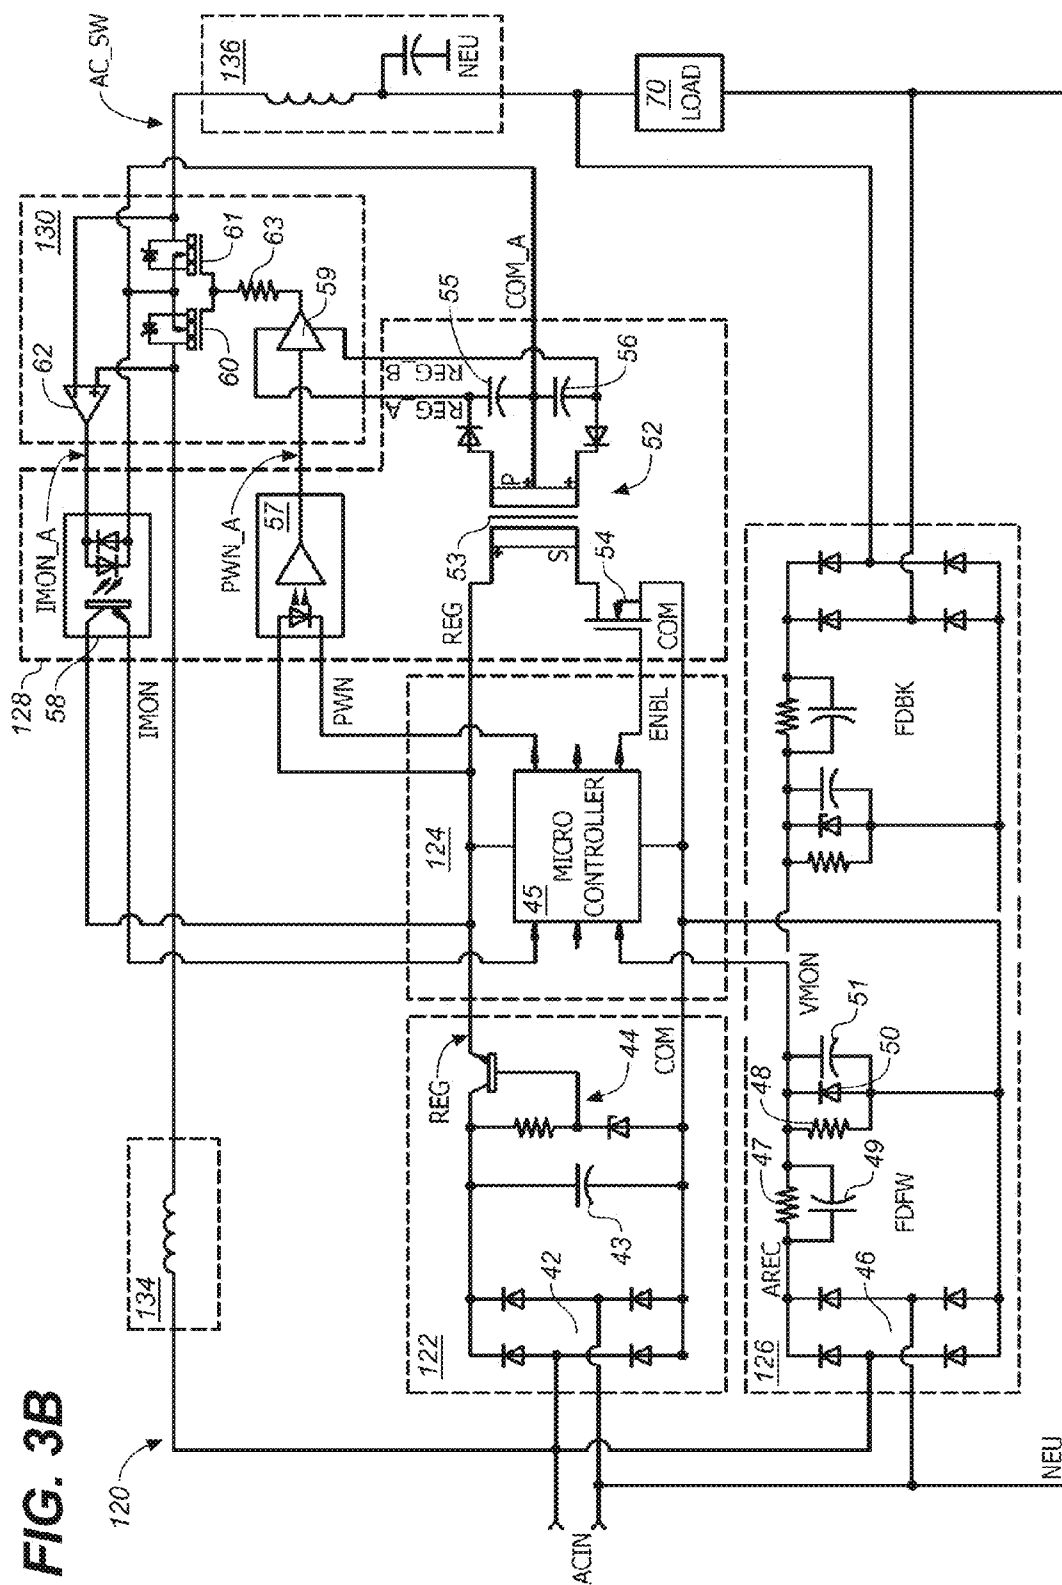 FIG. 3B
120
134
ACIN
NEU
122
42
43
44
REG
COM
124
45
MICRO
CONTROLLER
REG
PWN
ENBL
COM
IMON
128
58
IMON_A
PWN_A
57
53
S
P
54
52
REG_A
REG_B
55
56
COM_A
130
62
60
61
63
59
AC_SW
136
NEU
70
LOAD
126
46
AREC
47
48
49
FDFW
50
51
VMON
FDBK